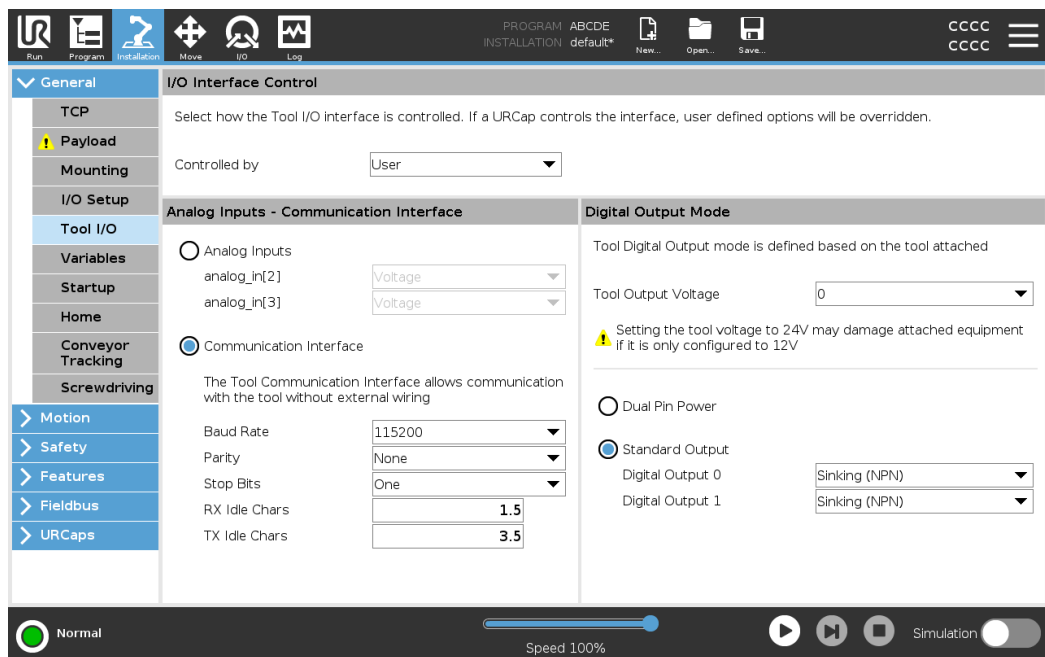 PROGRAM ABCDE
INSTALLATION default*
CCCC
CCCC
Run Program Installation Move I/O Log New... Open... Save...
General
TCP
Payload
Mounting
I/O Setup
Tool I/O
Variables
Startup
Home
Conveyor
Tracking
Screwdriving
Motion
Safety
Features
Fieldbus
URCaps
I/O Interface Control
Select how the Tool I/O interface is controlled. If a URCap controls the interface, user defined options will be overridden.
Controlled by User
Analog Inputs - Communication Interface
Analog Inputs
analog_in[2] Voltage
analog_in[3] Voltage
Communication Interface
The Tool Communication Interface allows communication
with the tool without external wiring
Baud Rate 115200
Parity None
Stop Bits One
RX Idle Chars 1.5
TX Idle Chars 3.5
Digital Output Mode
Tool Digital Output mode is defined based on the tool attached
Tool Output Voltage 0
Setting the tool voltage to 24V may damage attached equipment
if it is only configured to 12V
Dual Pin Power
Standard Output
Digital Output 0 Sinking (NPN)
Digital Output 1 Sinking (NPN)
Normal
Speed 100%
Simulation